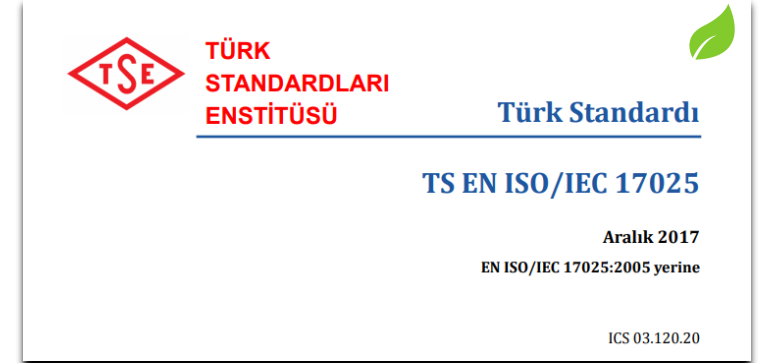 TSE
TÜRK
STANDARDLARI
ENSTİTÜSÜ
Türk Standardı
TS EN ISO/IEC 17025
Aralık 2017
EN ISO/IEC 17025:2005 yerine
ICS 03.120.20